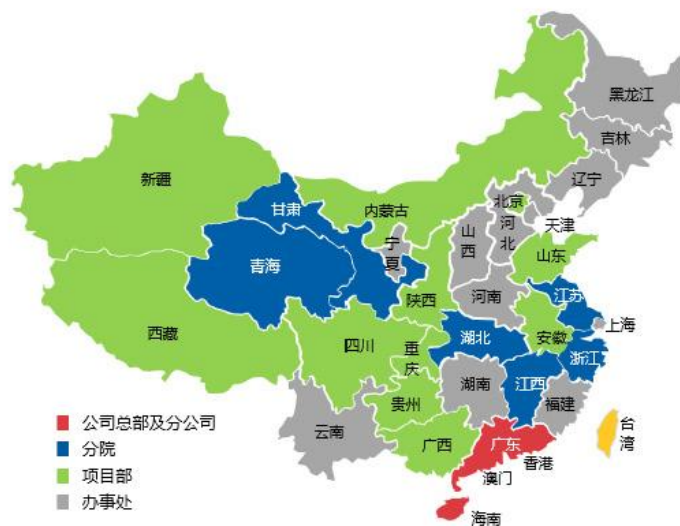 黑龙江
吉林
辽宁
新疆
甘肃
内蒙古
北京
天津
河北
山西
宁夏
青海
山东
陕西
河南
江苏
西藏
四川
重庆
湖北
安徽
上海
浙江
湖南
江西
贵州
福建
云南
广西
广东
台湾
香港
澳门
海南
公司总部及分公司
分院
项目部
办事处